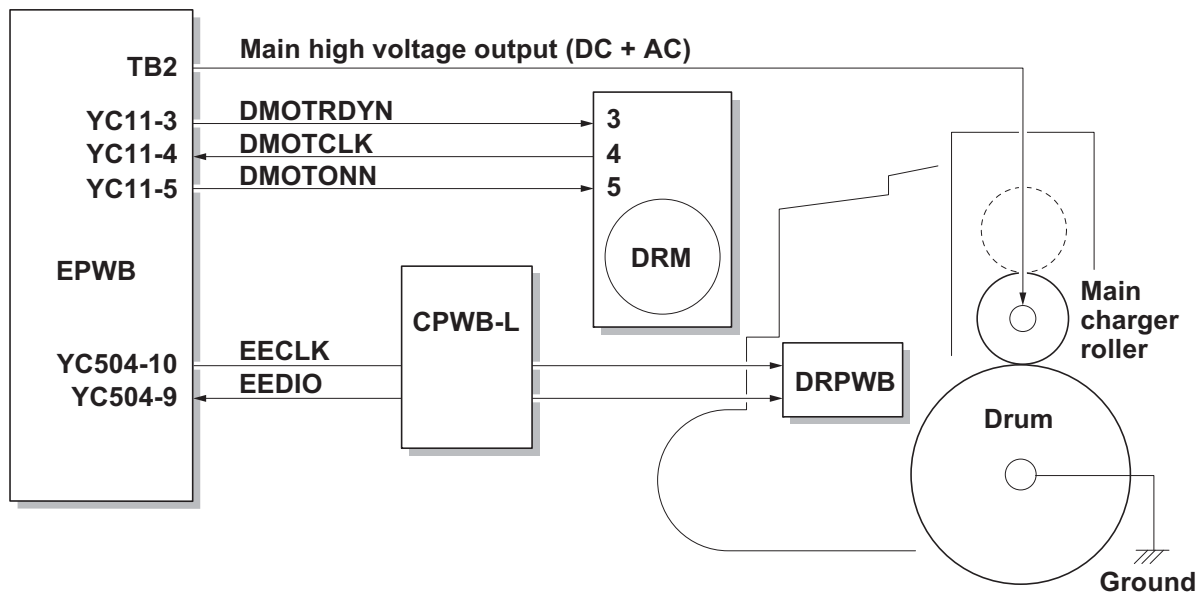 Main high voltage output (DC + AC)
TB2
YC11-3
DMOTRDYN
3
YC11-4
DMOTCLK
4
YC11-5
DMOTONN
5
DRM
EPWB
CPWB-L
Main
charger
roller
YC504-10
EECLK
YC504-9
EEDIO
DRPWB
Drum
Ground